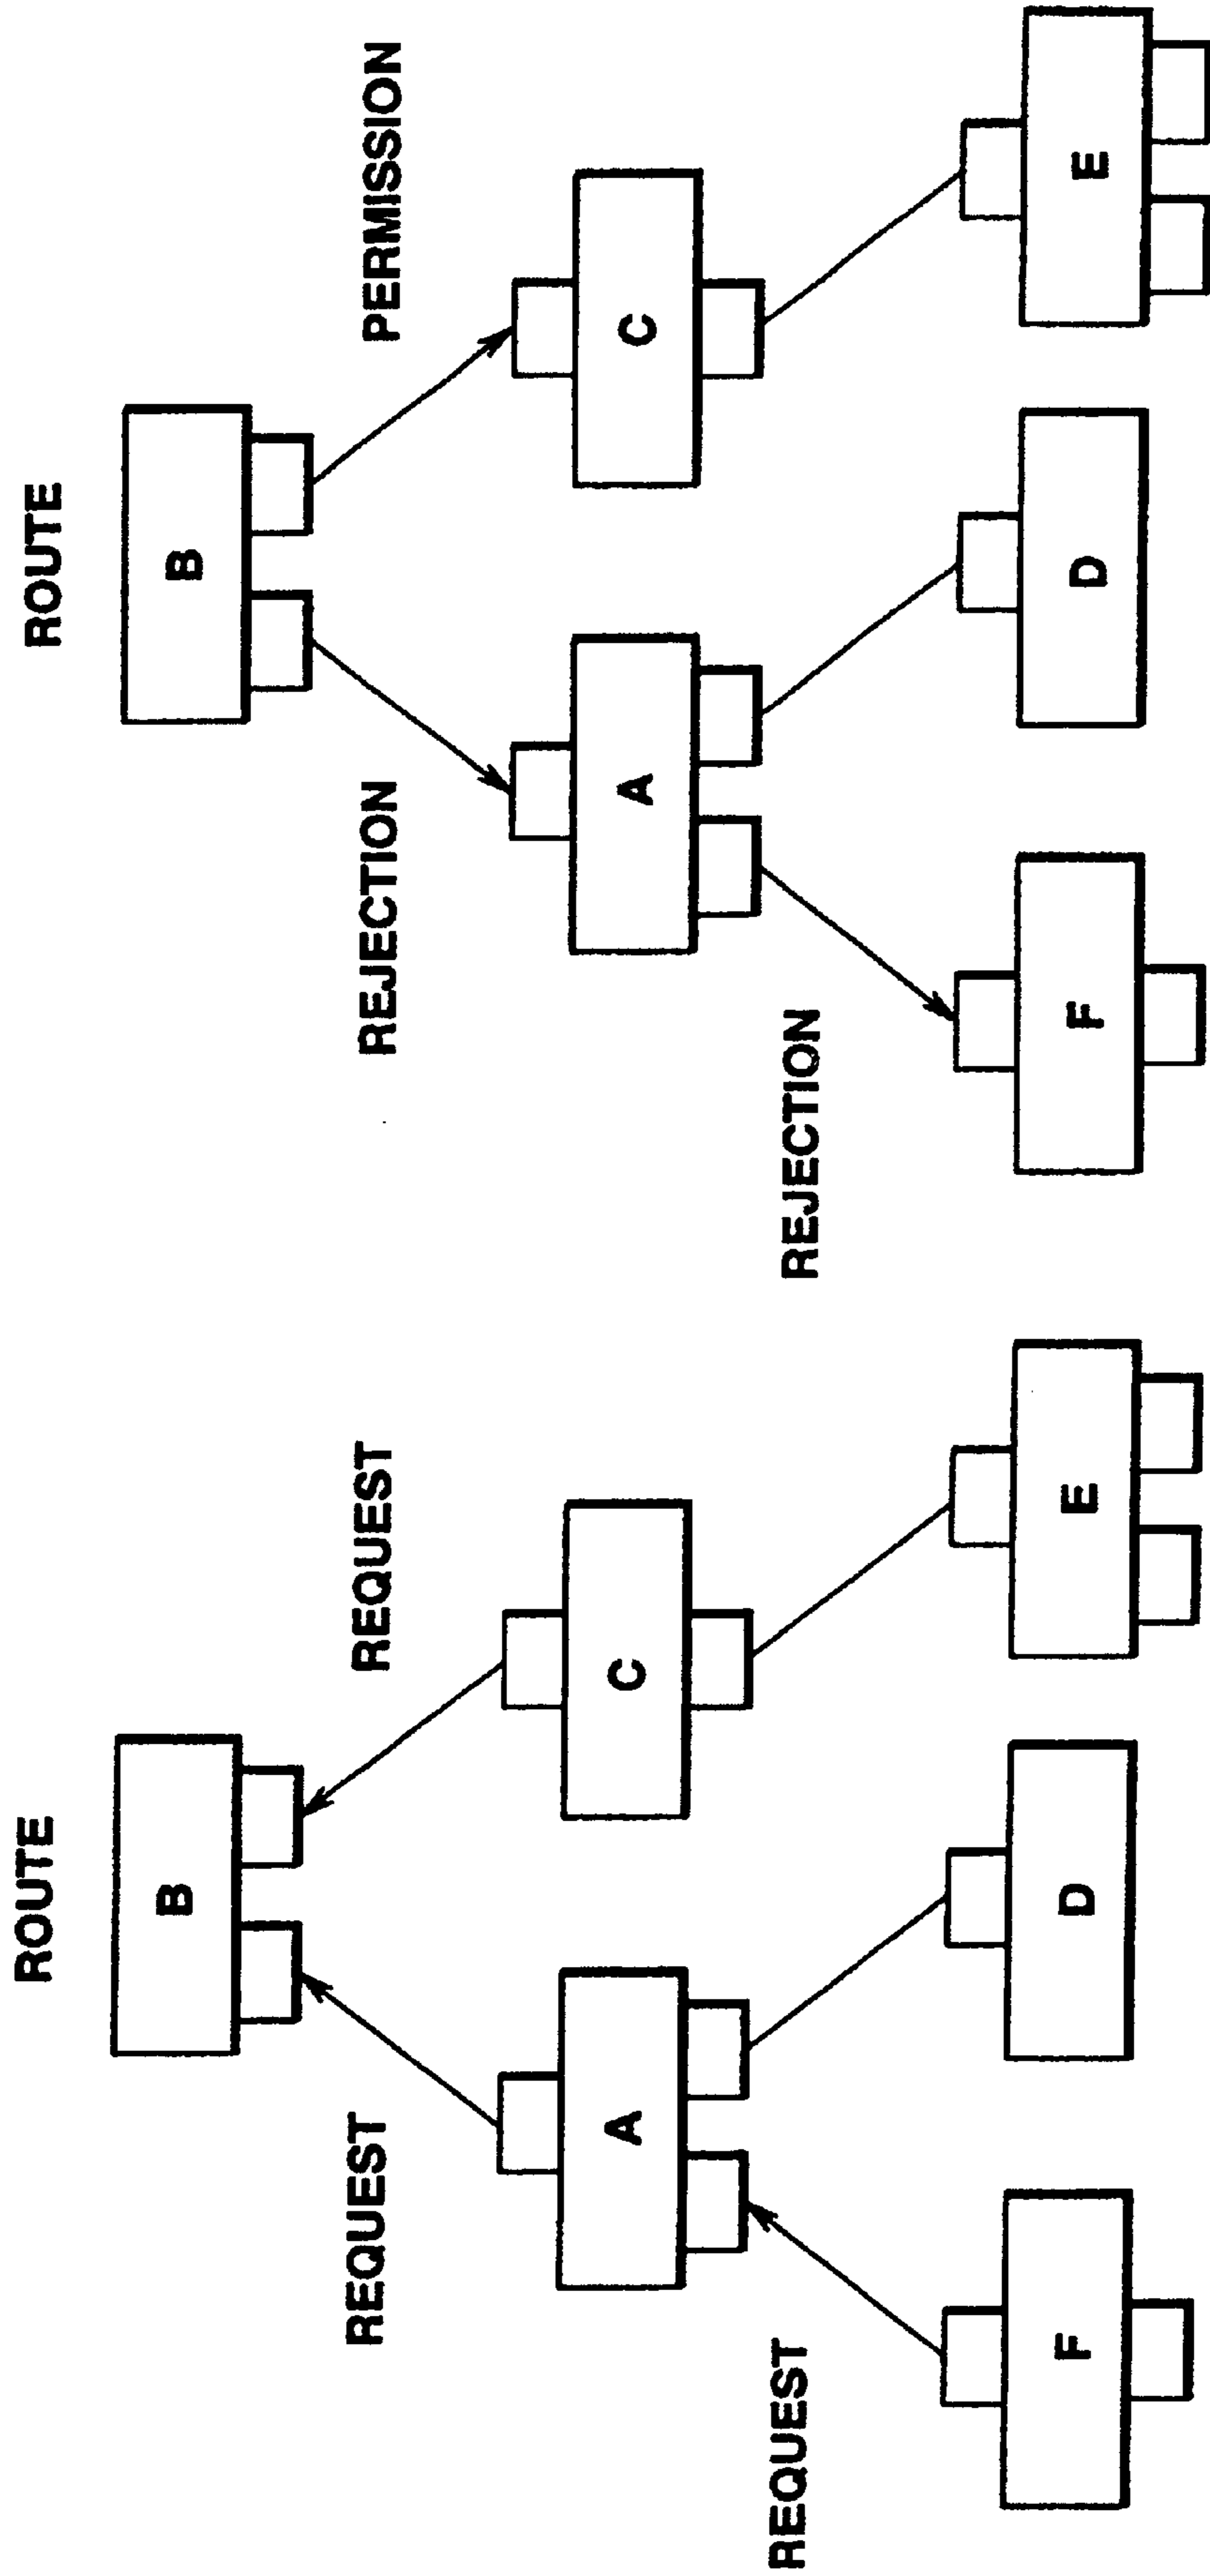 ROUTE
B
REQUEST
REQUEST
A
C
REQUEST
F
D
E
ROUTE
B
REJECTION
PERMISSION
A
C
REJECTION
F
D
E